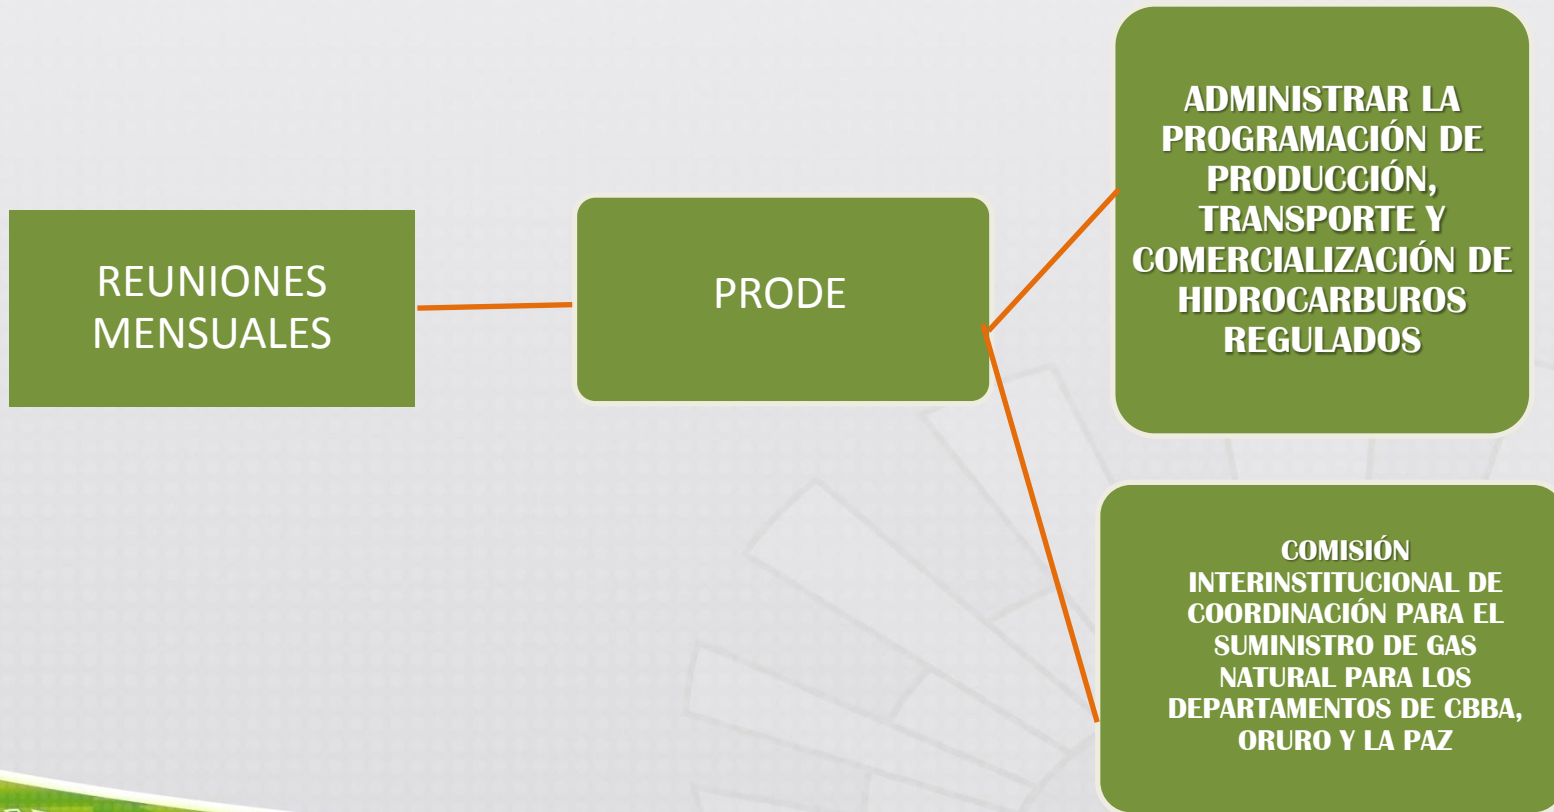 REUNIONES
MENSUALES
PRODE
ADMINISTRAR LA
PROGRAMACIÓN DE
PRODUCCIÓN,
TRANSPORTE Y
COMERCIALIZACIÓN DE
HIDROCARBUROS
REGULADOS
COMISIÓN
INTERINSTITUCIONAL DE
COORDINACIÓN PARA EL
SUMINISTRO DE GAS
NATURAL PARA LOS
DEPARTAMENTOS DE CBBA,
ORURO Y LA PAZ